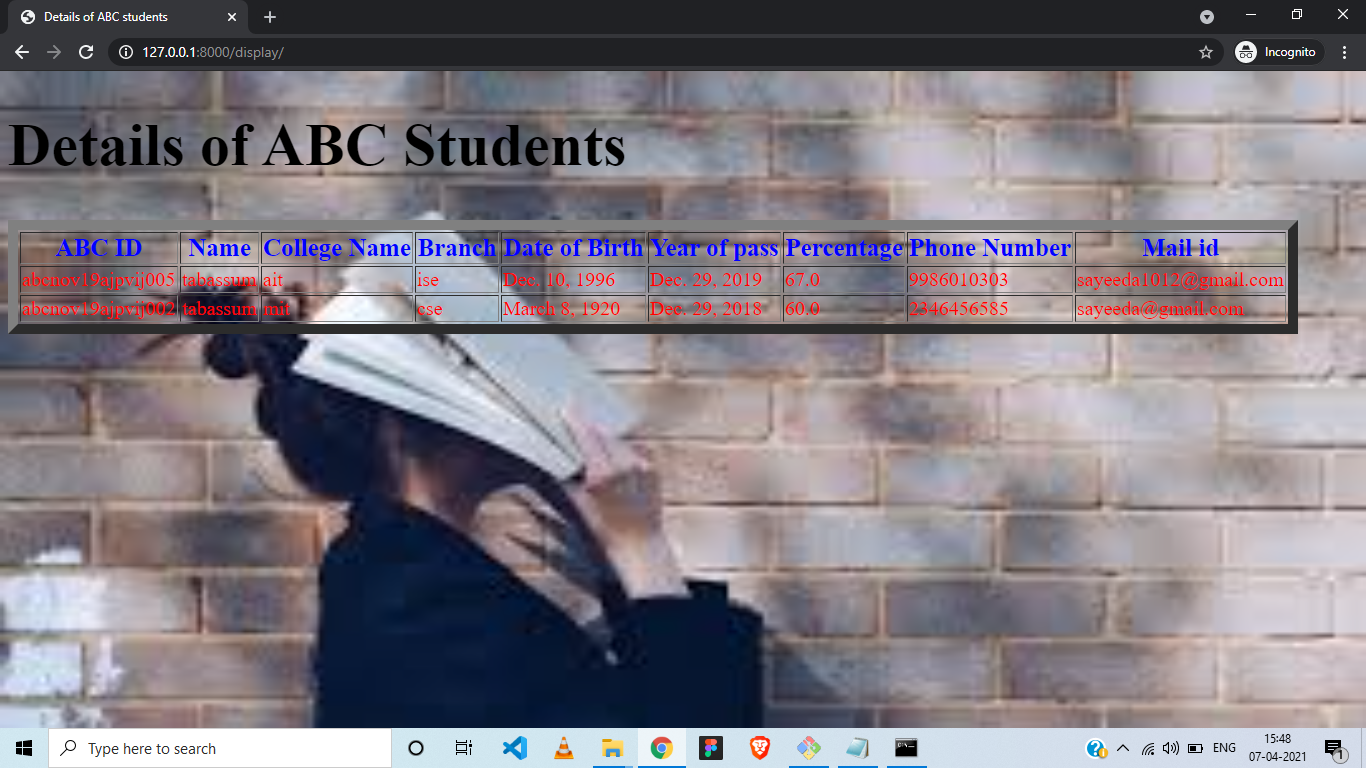 Details of ABC students
127.0.0.1:8000/display/
Incognito
Details of ABC Students
ABC ID Name College Name Branch Date of Birth Year of pass Percentage Phone Number Mail id
abcnov19ajpvij005 tabassum ait ise Dec. 10, 1996 Dec. 29, 2019 67.0 9986010303 sayeeda1012@gmail.com
abcnov19ajpvij002 tabassum mit cse March 8, 1920 Dec. 29, 2018 60.0 2346456585 sayeeda@gmail.com
Type here to search
ENG
15:48
07-04-2021
1